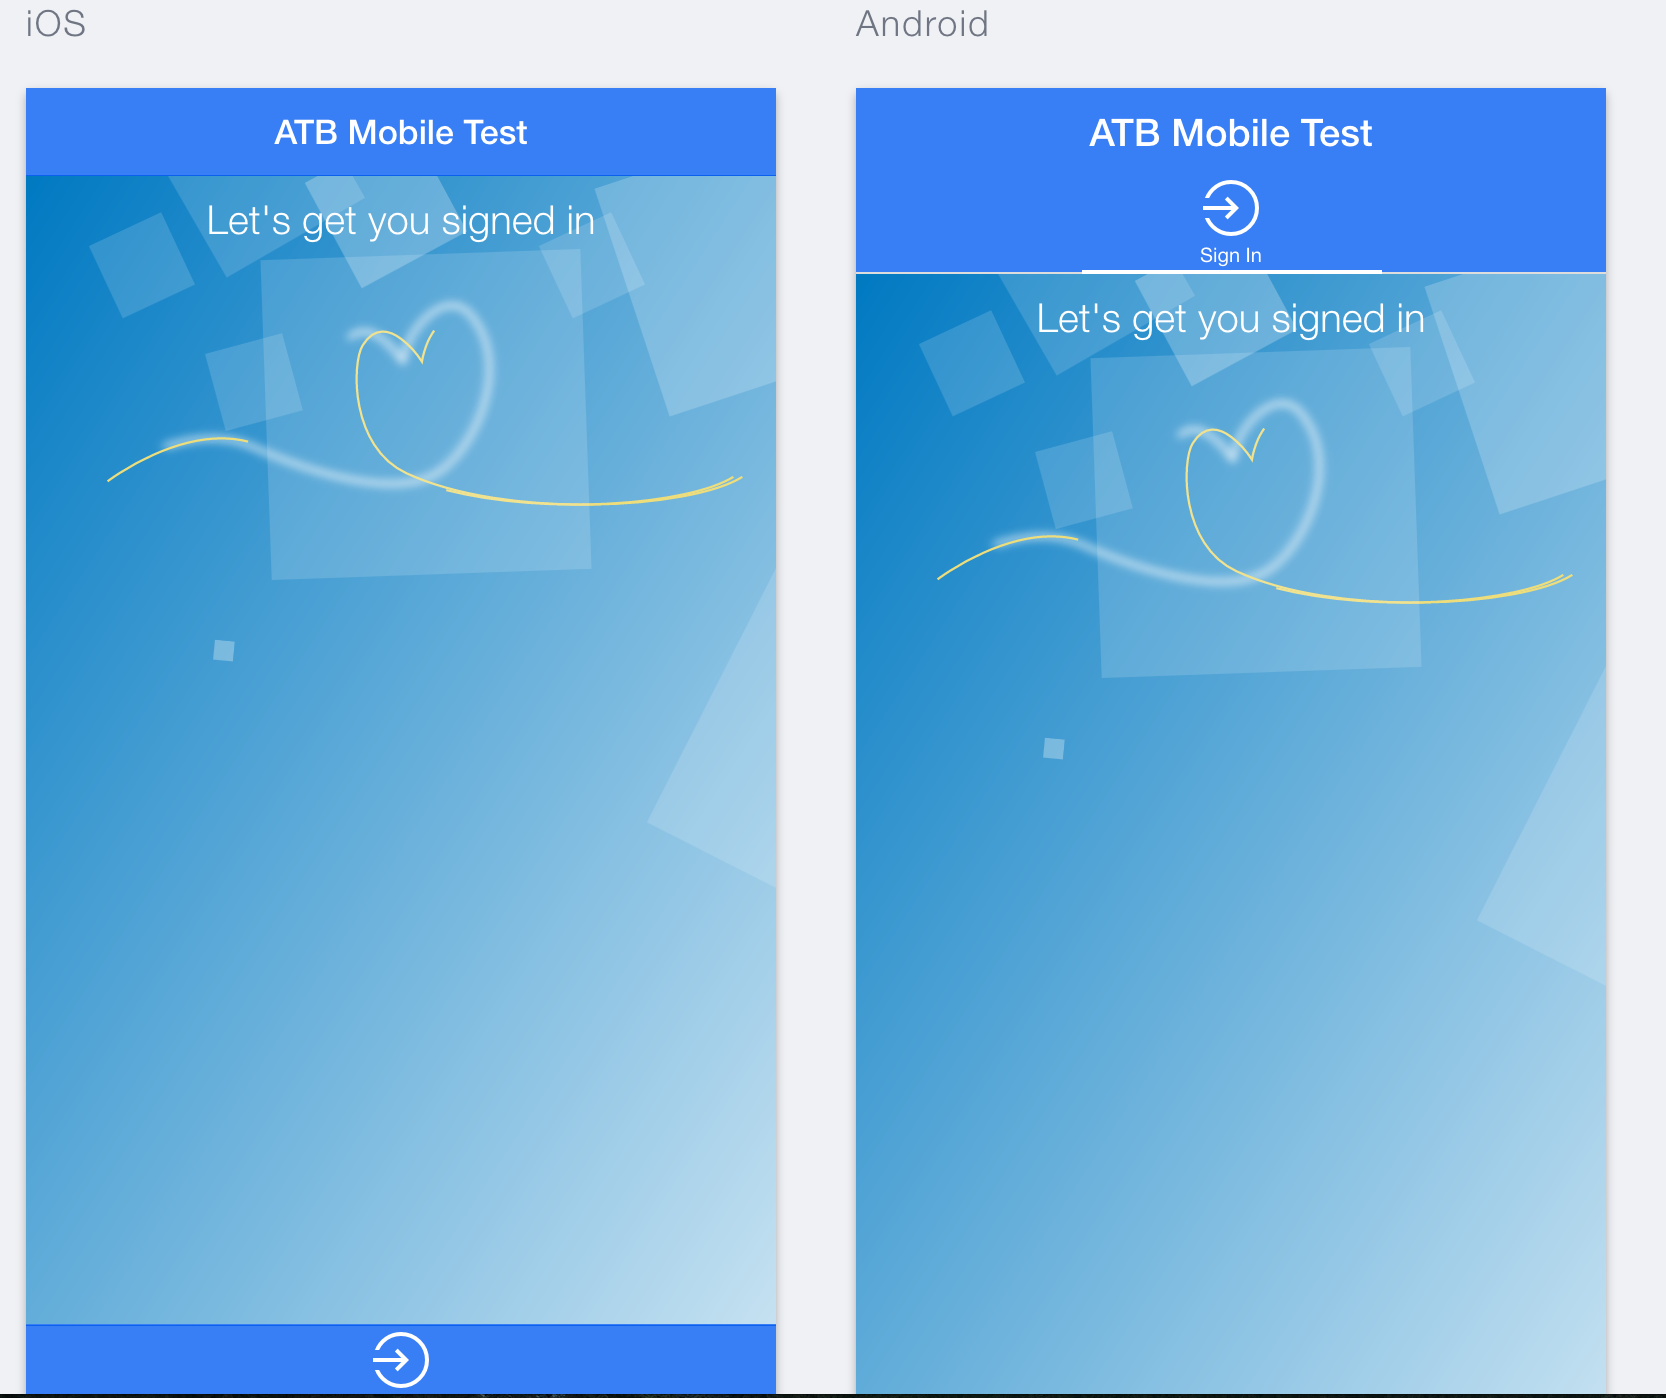 iOS
ATB Mobile Test
Let's get you signed in
Android
ATB Mobile Test
Sign In
Let's get you signed in